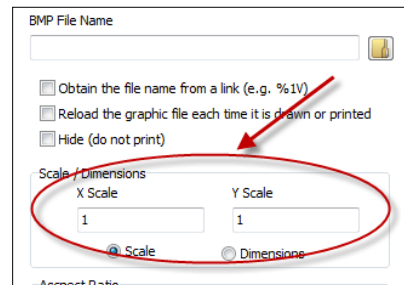 BMP File Name
Obtain the file name from a link (e.g. %1V)
Reload the graphic file each time it is drawn or printed
Hide (do not print)
Scale / Dimensions
X Scale Y Scale
1 1
Scale Dimensions
Aspect Ratio